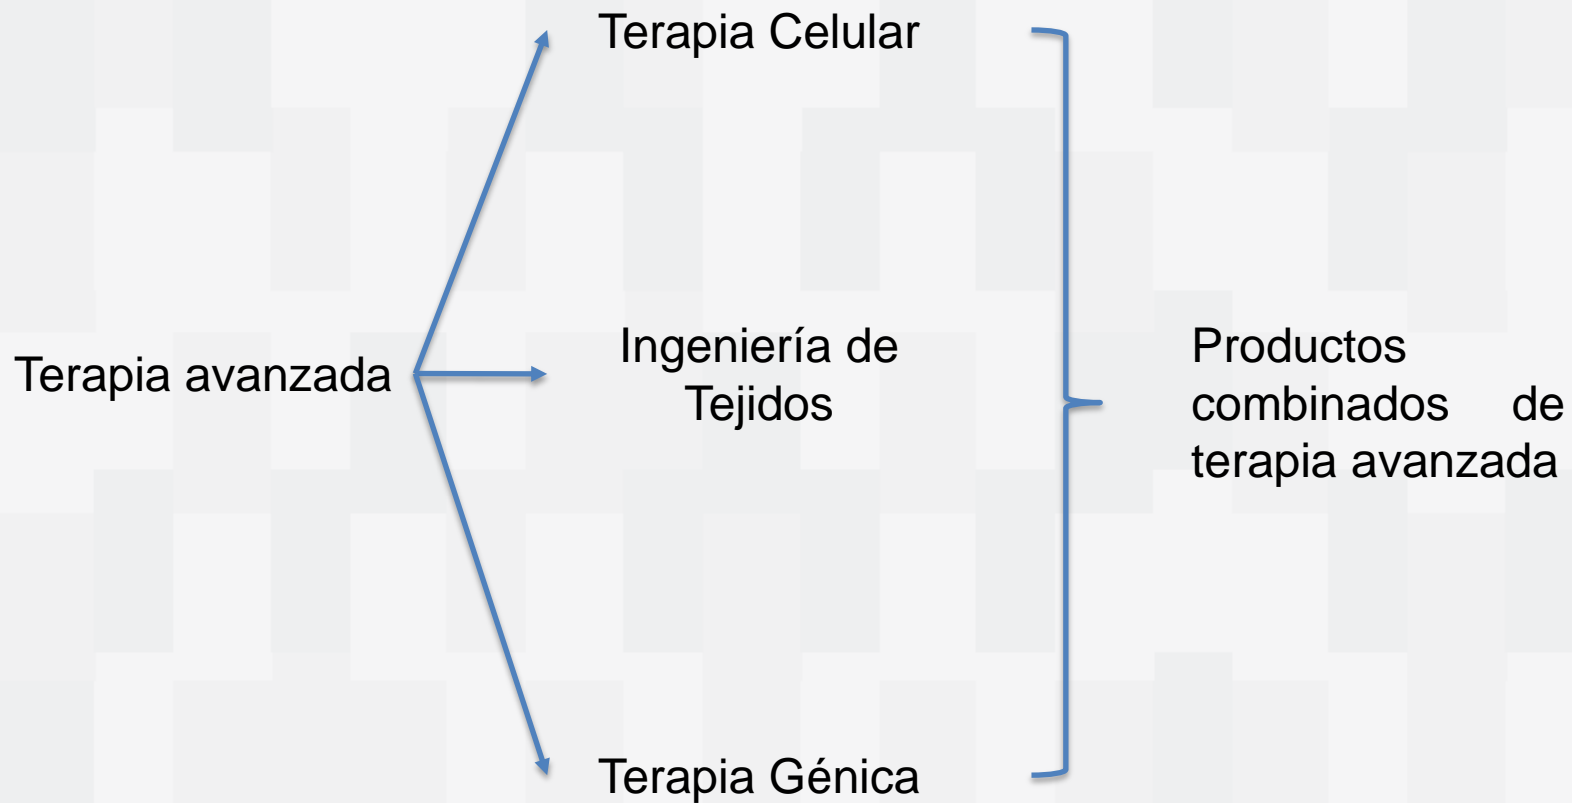 Terapia Celular
Terapia avanzada
Ingeniería de
Tejidos
Productos
combinados de
terapia avanzada
Terapia Génica